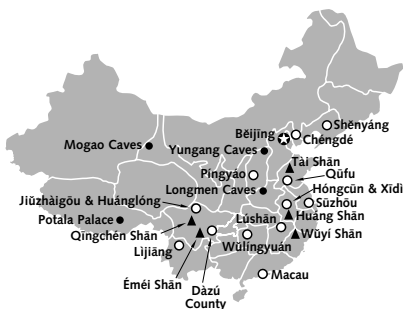 Shěnyáng
Běijīng
Chéngdé
Mogao Caves
Yungang Caves
Tài Shān
Píngyáo
Qūfu
Longmen Caves
Hóngcūn & Xīdì
Jiǔzhàigōu & Huánglóng
Sūzhōu
Potala Palace
Lúshān
Huáng Shān
Qīngchén Shān
Wǔyí Shān
Lìjiāng
Wǔlíngyuán
Éméi Shān
Dàzú
County
Macau